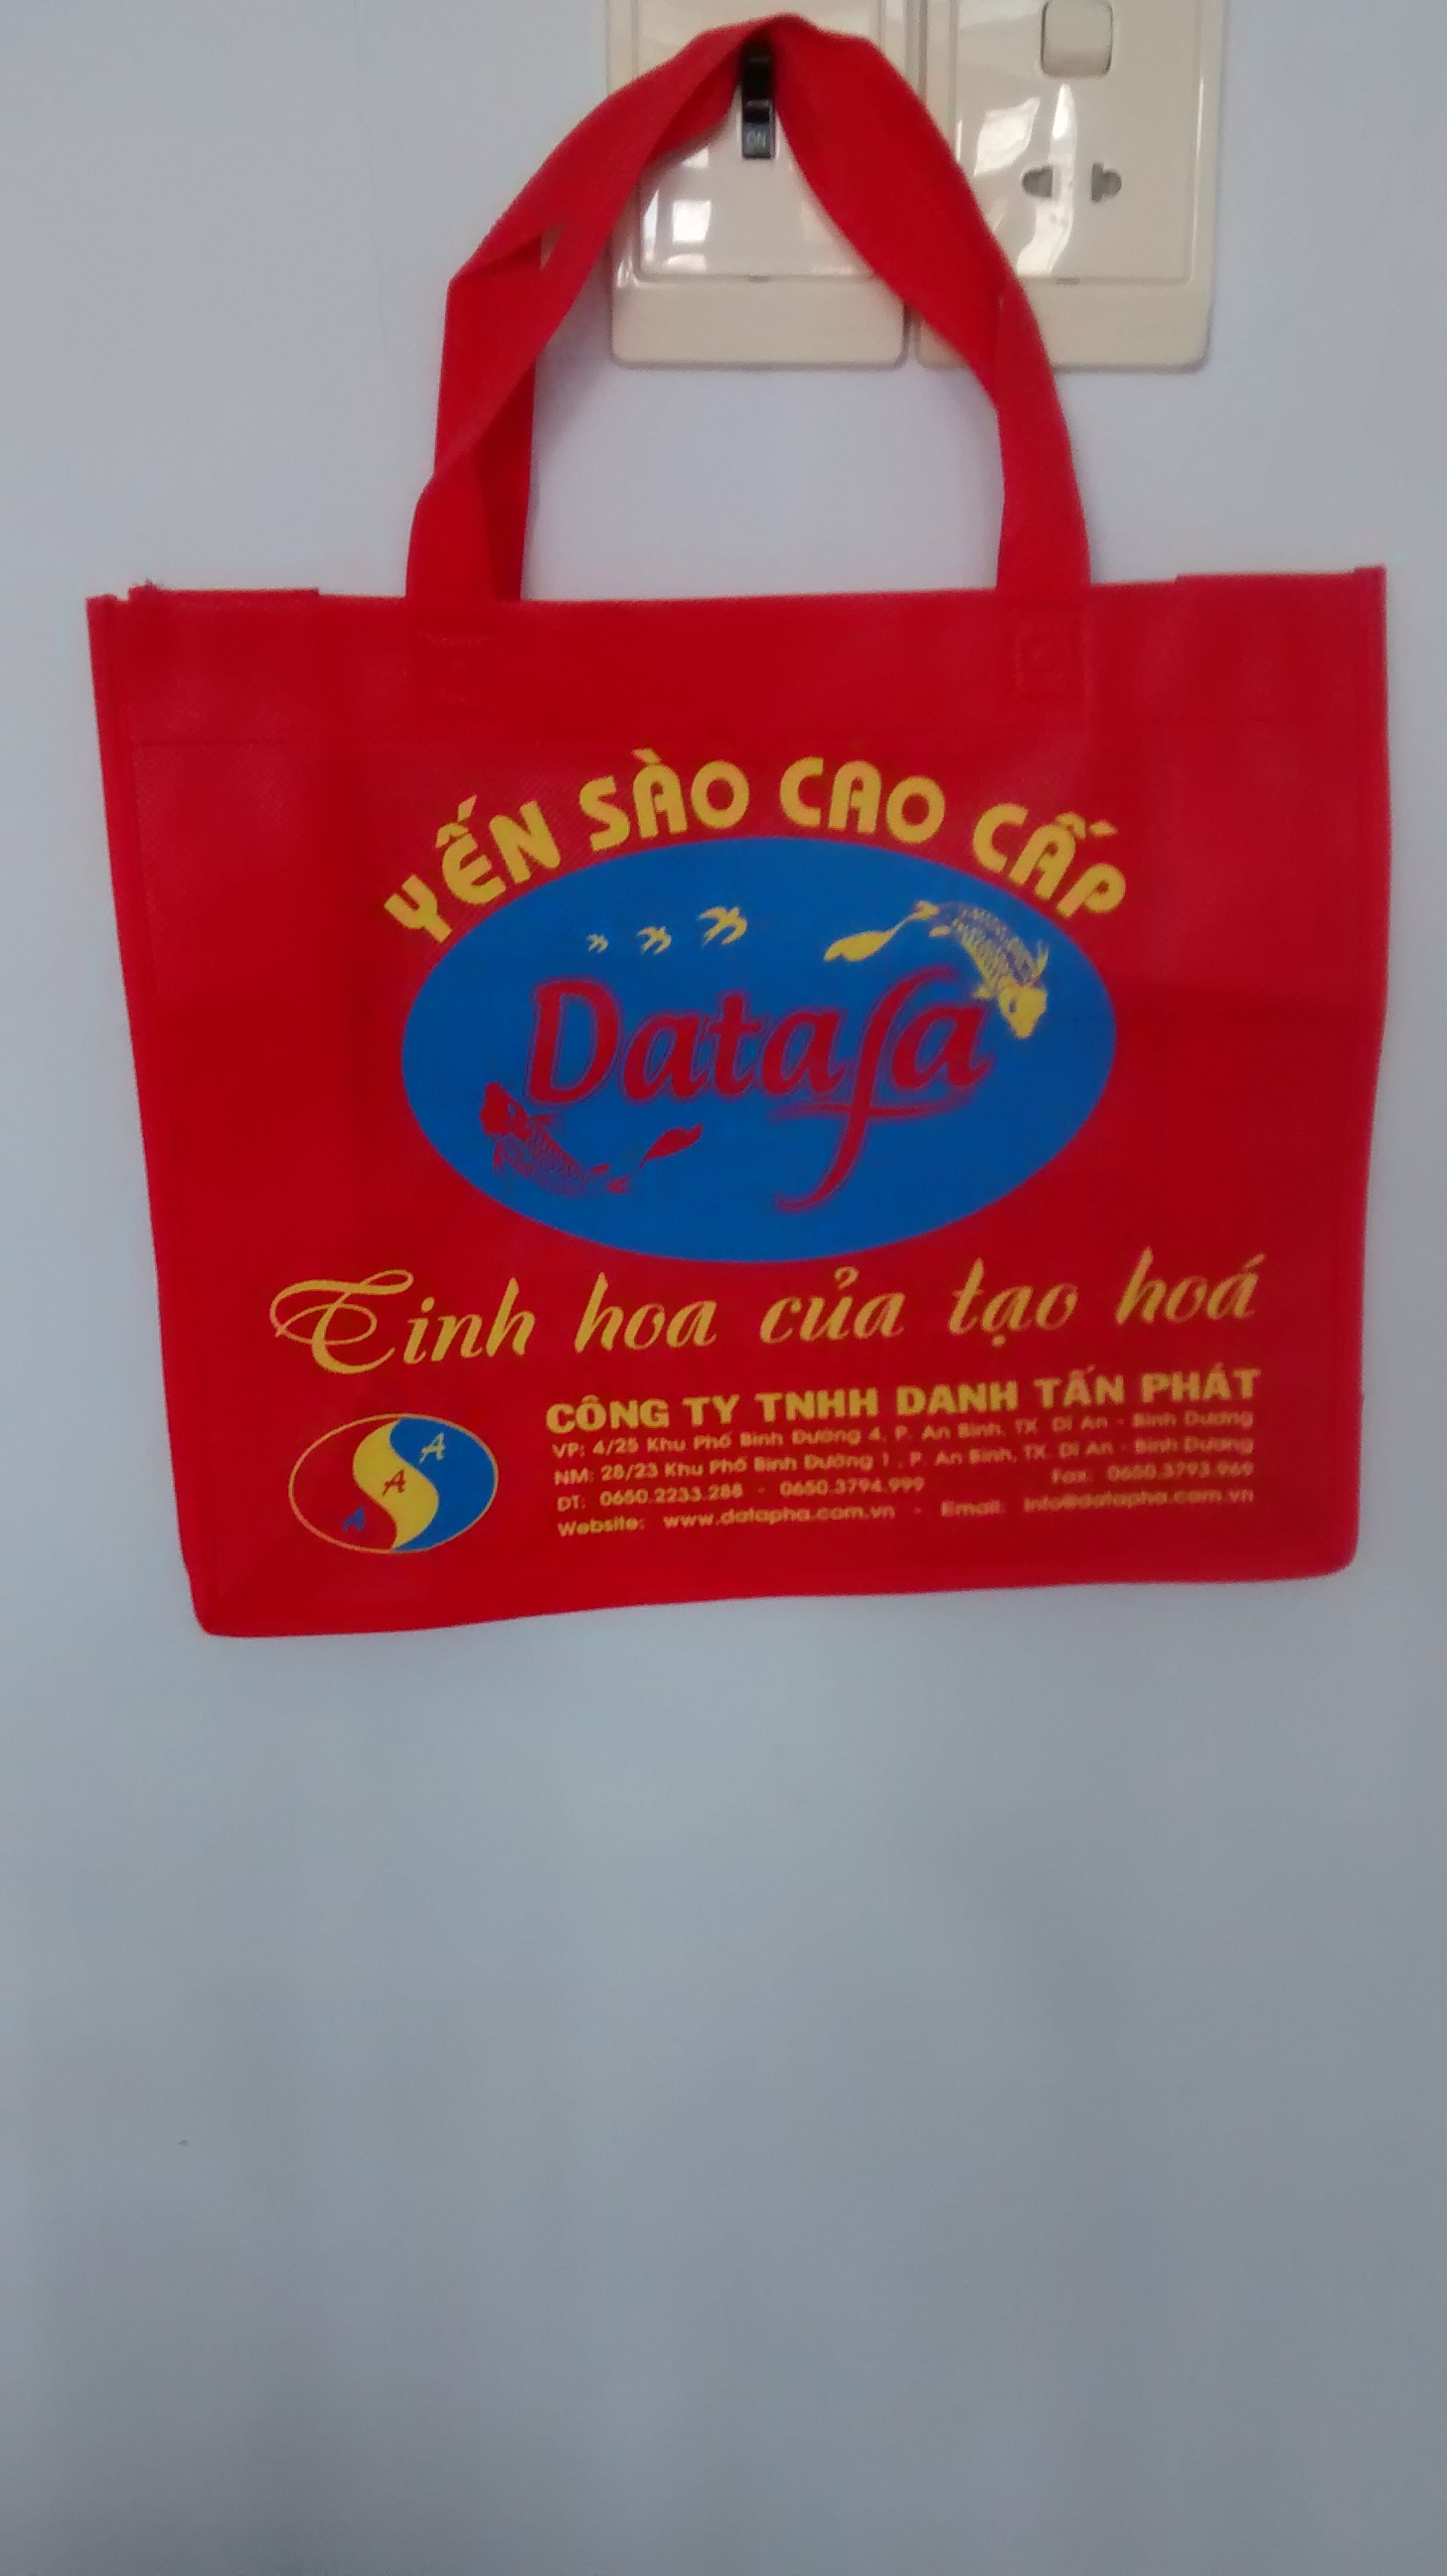 ON
YẾN SÀO CAO CẤP
Datafa
Tinh hoa của tạo hoá
CÔNG TY TNHH DANH TẤN PHÁT
VP: 4/25 Khu Phố Bình Đường 4, P. An Bình, TX. Dĩ An - Bình Dương
NM: 28/23 Khu Phố Bình Đường 1 , P. An Bình, TX. Dĩ An - Bình Dương
DT: 0650.2233.288 - 0650.3794.999 Fax: 0650.3793.969
Website: www.datapha.com.vn - Email: info@datapha.com.vn
A
A
A